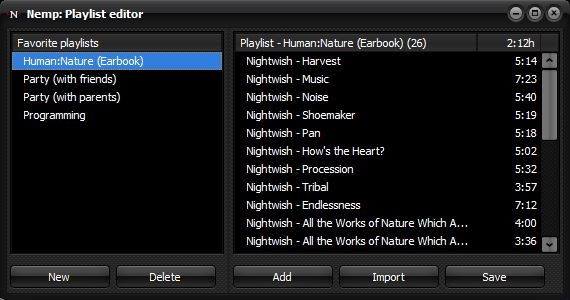 N Nemp: Playlist editor
Favorite playlists
Human:Nature (Earbook)
Party (with friends)
Party (with parents)
Programming
Playlist - Human:Nature (Earbook) (26) 2:12h
Nightwish - Harvest 5:14
Nightwish - Music 7:23
Nightwish - Noise 5:40
Nightwish - Shoemaker 5:19
Nightwish - Pan 5:18
Nightwish - How's the Heart? 5:02
Nightwish - Procession 5:32
Nightwish - Tribal 3:57
Nightwish - Endlessness 7:12
Nightwish - All the Works of Nature Which A... 4:00
Nightwish - All the Works of Nature Which A... 3:36
New Delete Add Import Save